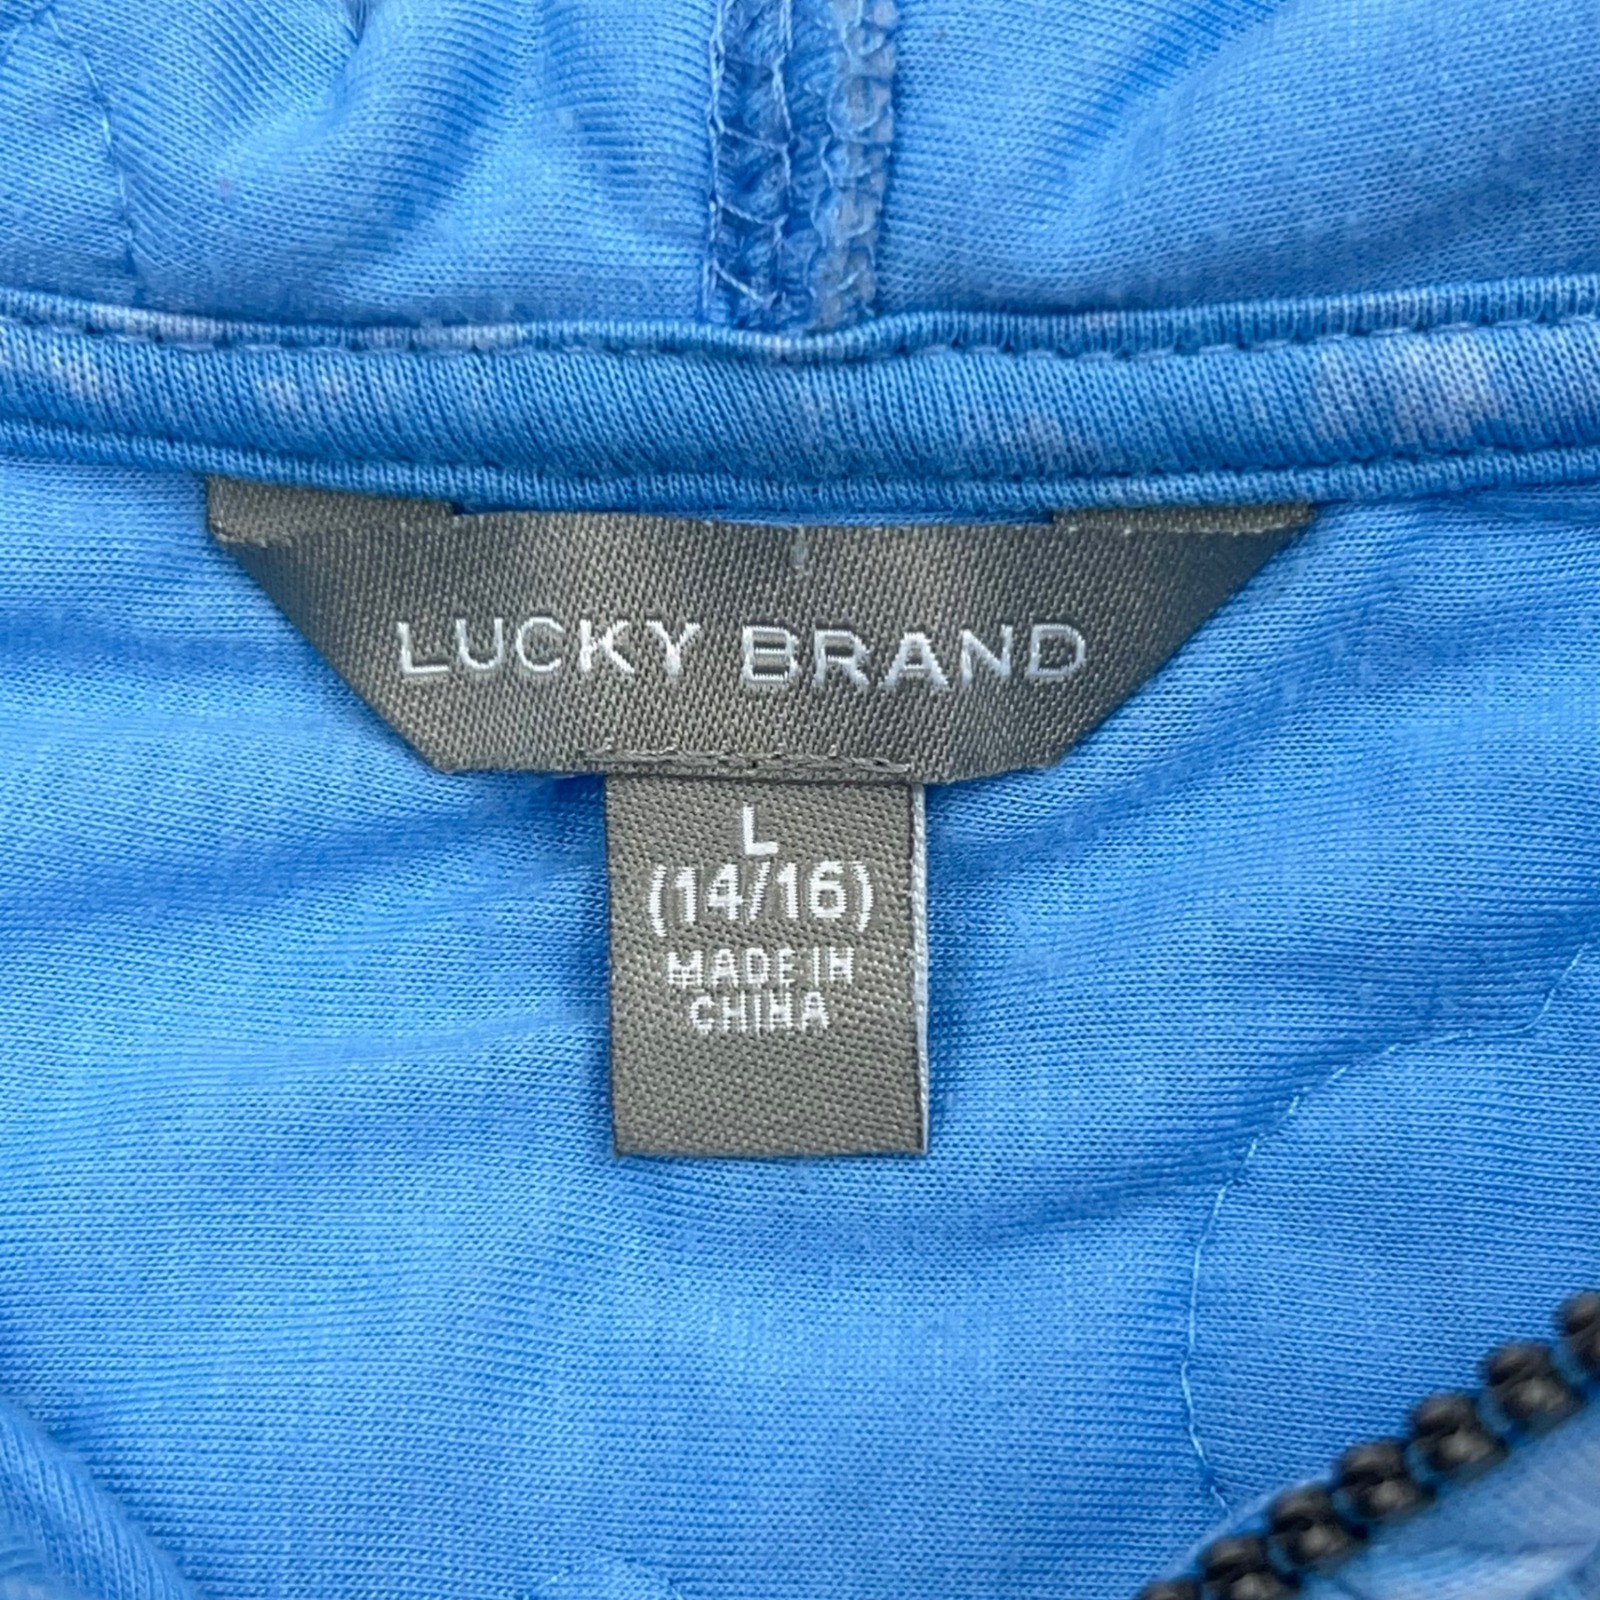 LUCKY BRAND
L
(14/16)
MADE IN
CHINA